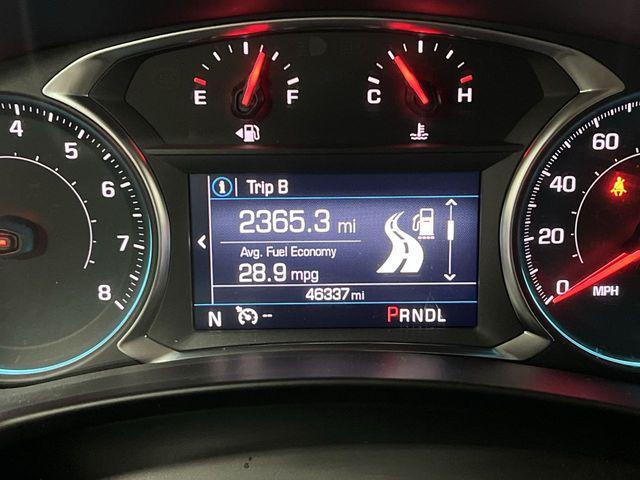 E F C H
4
5
6
7
8
Trip B
2365.3 mi
Avg. Fuel Economy
28.9 mpg
46337 mi
N -- PRNDL
60
40
20
0
MPH